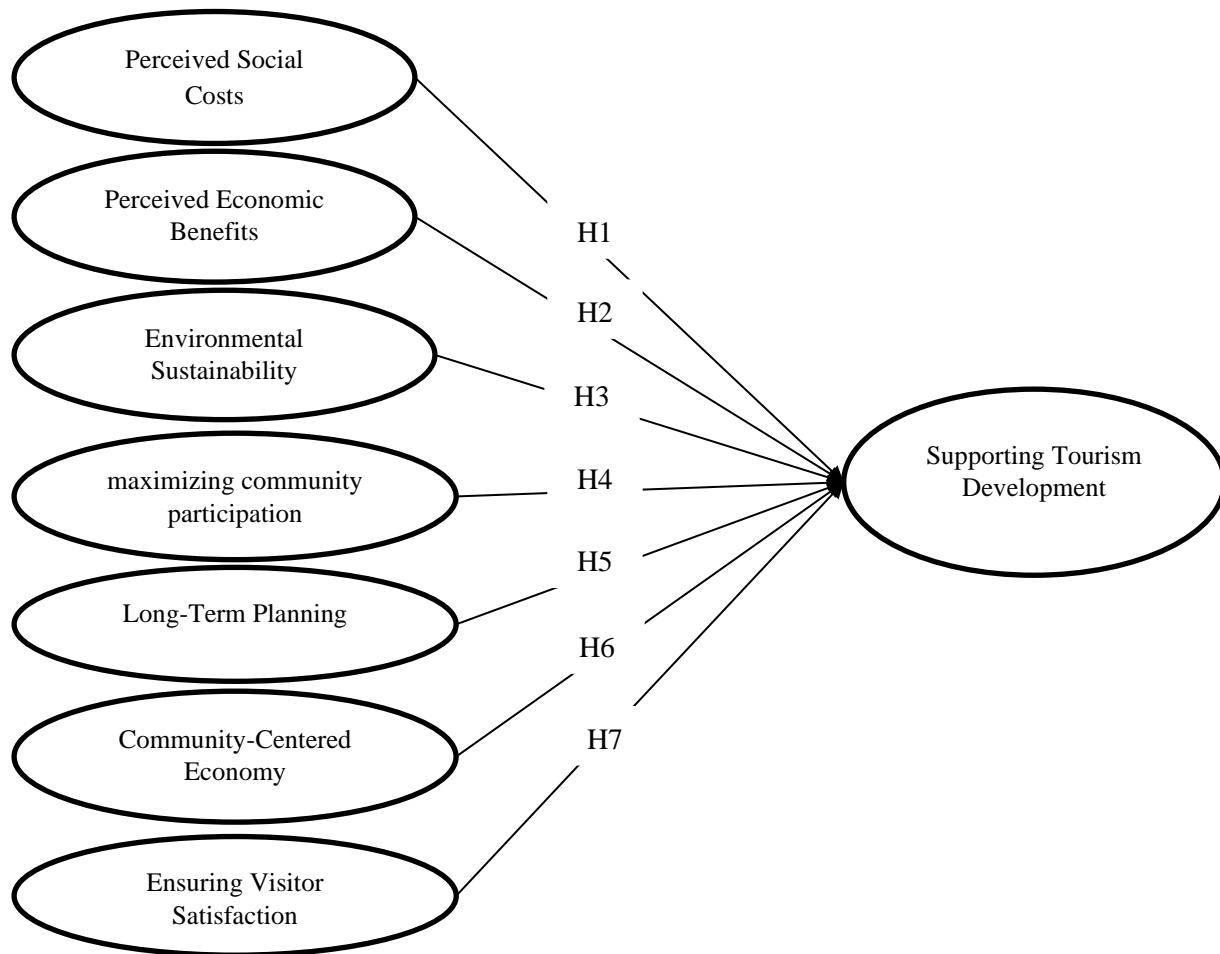 Perceived Social
Costs
Perceived Economic
Benefits
Environmental
Sustainability
maximizing community
participation
Long-Term Planning
Community-Centered
Economy
Ensuring Visitor
Satisfaction
H1
H2
H3
H4
H5
H6
H7
Supporting Tourism
Development